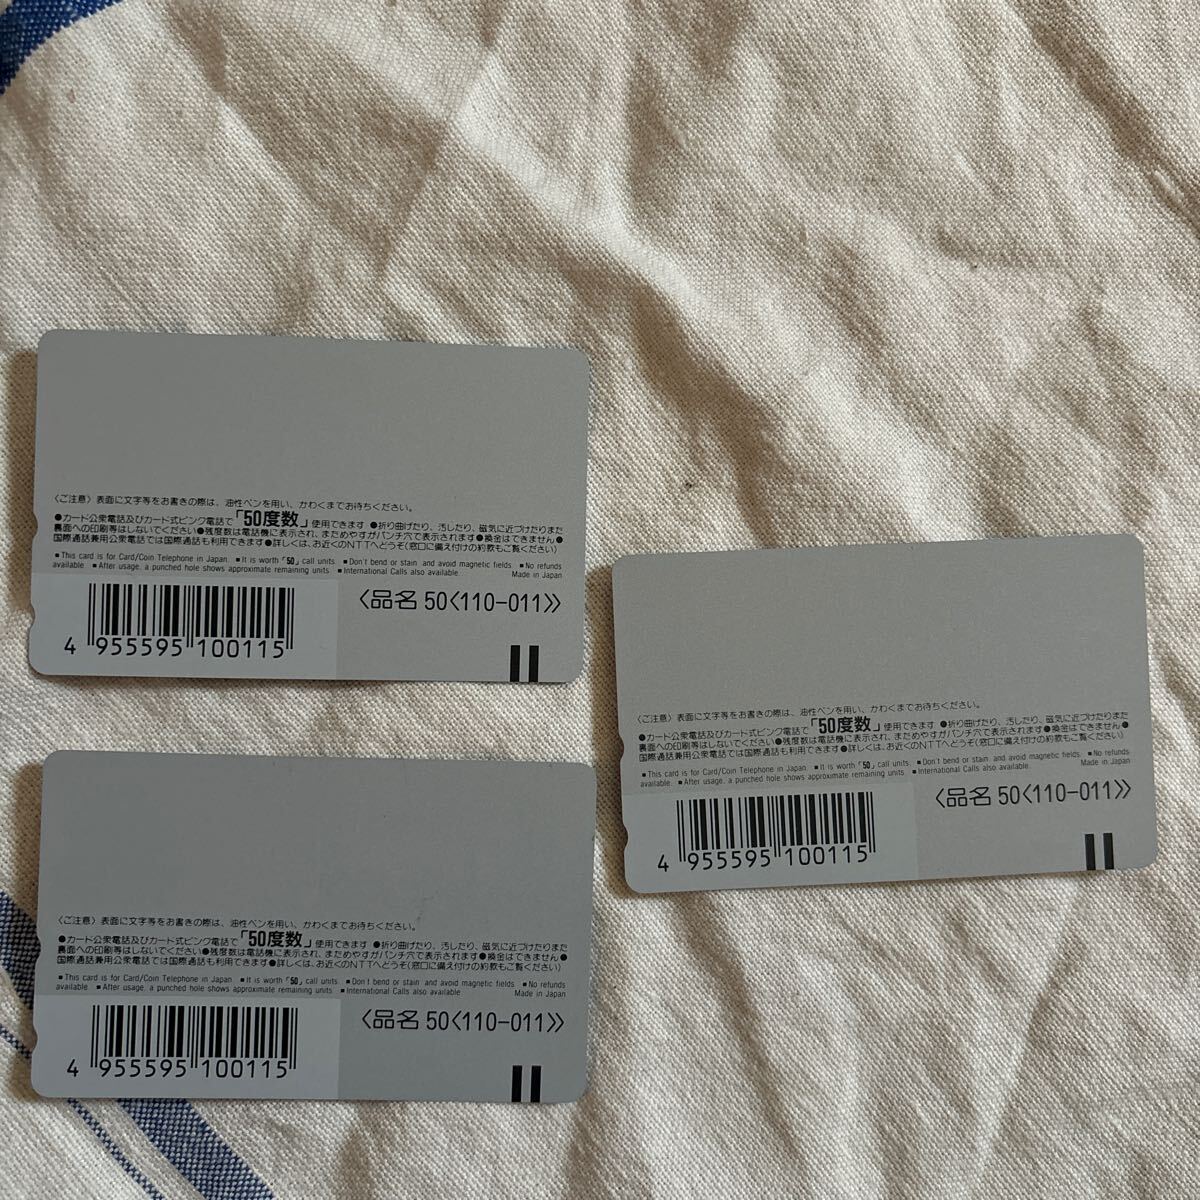 〈ご注意〉表面に文字等をお書きの際は、油性ペンを用い、かわくまでお待ちください。
●カード公衆電話及びカード式ピンク電話で「50度数」使用できます ●折り曲げたり、汚したり、磁気に近づけたりまた
裏面への印刷等はしないでください●残度数は電話機に表示され、まためやすがパンチ穴で表示されます●換金はできません●
国際通話兼用公衆電話では国際通話も利用できます●詳しくは、お近くのNTTへどうぞ(窓口に備え付けの約款もご覧ください)
■This card is for Card/Coin Telephone in Japan. ■It is worth「50」call units. ■Don't bend or stain and avoid magnetic fields. ■No refunds
available. ■After usage, a punched hole shows approximate remaining units. ■International Calls also available. Made in Japan
〈品名 50〈110-011〉〉
4 955595 100115
〈ご注意〉表面に文字等をお書きの際は、油性ペンを用い、かわくまでお待ちください。
●カード公衆電話及びカード式ピンク電話で「50度数」使用できます ●折り曲げたり、汚したり、磁気に近づけたりまた
裏面への印刷等はしないでください●残度数は電話機に表示され、まためやすがパンチ穴で表示されます●換金はできません●
国際通話兼用公衆電話では国際通話も利用できます●詳しくは、お近くのNTTへどうぞ(窓口に備え付けの約款もご覧ください)
■This card is for Card/Coin Telephone in Japan. ■It is worth「50」call units. ■Don't bend or stain and avoid magnetic fields. ■No refunds
available. ■After usage, a punched hole shows approximate remaining units. ■International Calls also available. Made in Japan
〈品名 50〈110-011〉〉
4 955595 100115
〈ご注意〉表面に文字等をお書きの際は、油性ペンを用い、かわくまでお待ちください。
●カード公衆電話及びカード式ピンク電話で「50度数」使用できます ●折り曲げたり、汚したり、磁気に近づけたりまた
裏面への印刷等はしないでください●残度数は電話機に表示され、まためやすがパンチ穴で表示されます●換金はできません●
国際通話兼用公衆電話では国際通話も利用できます●詳しくは、お近くのNTTへどうぞ(窓口に備え付けの約款もご覧ください)
■This card is for Card/Coin Telephone in Japan. ■It is worth「50」call units. ■Don't bend or stain and avoid magnetic fields. ■No refunds
available. ■After usage, a punched hole shows approximate remaining units. ■International Calls also available. Made in Japan
〈品名 50〈110-011〉〉
4 955595 100115